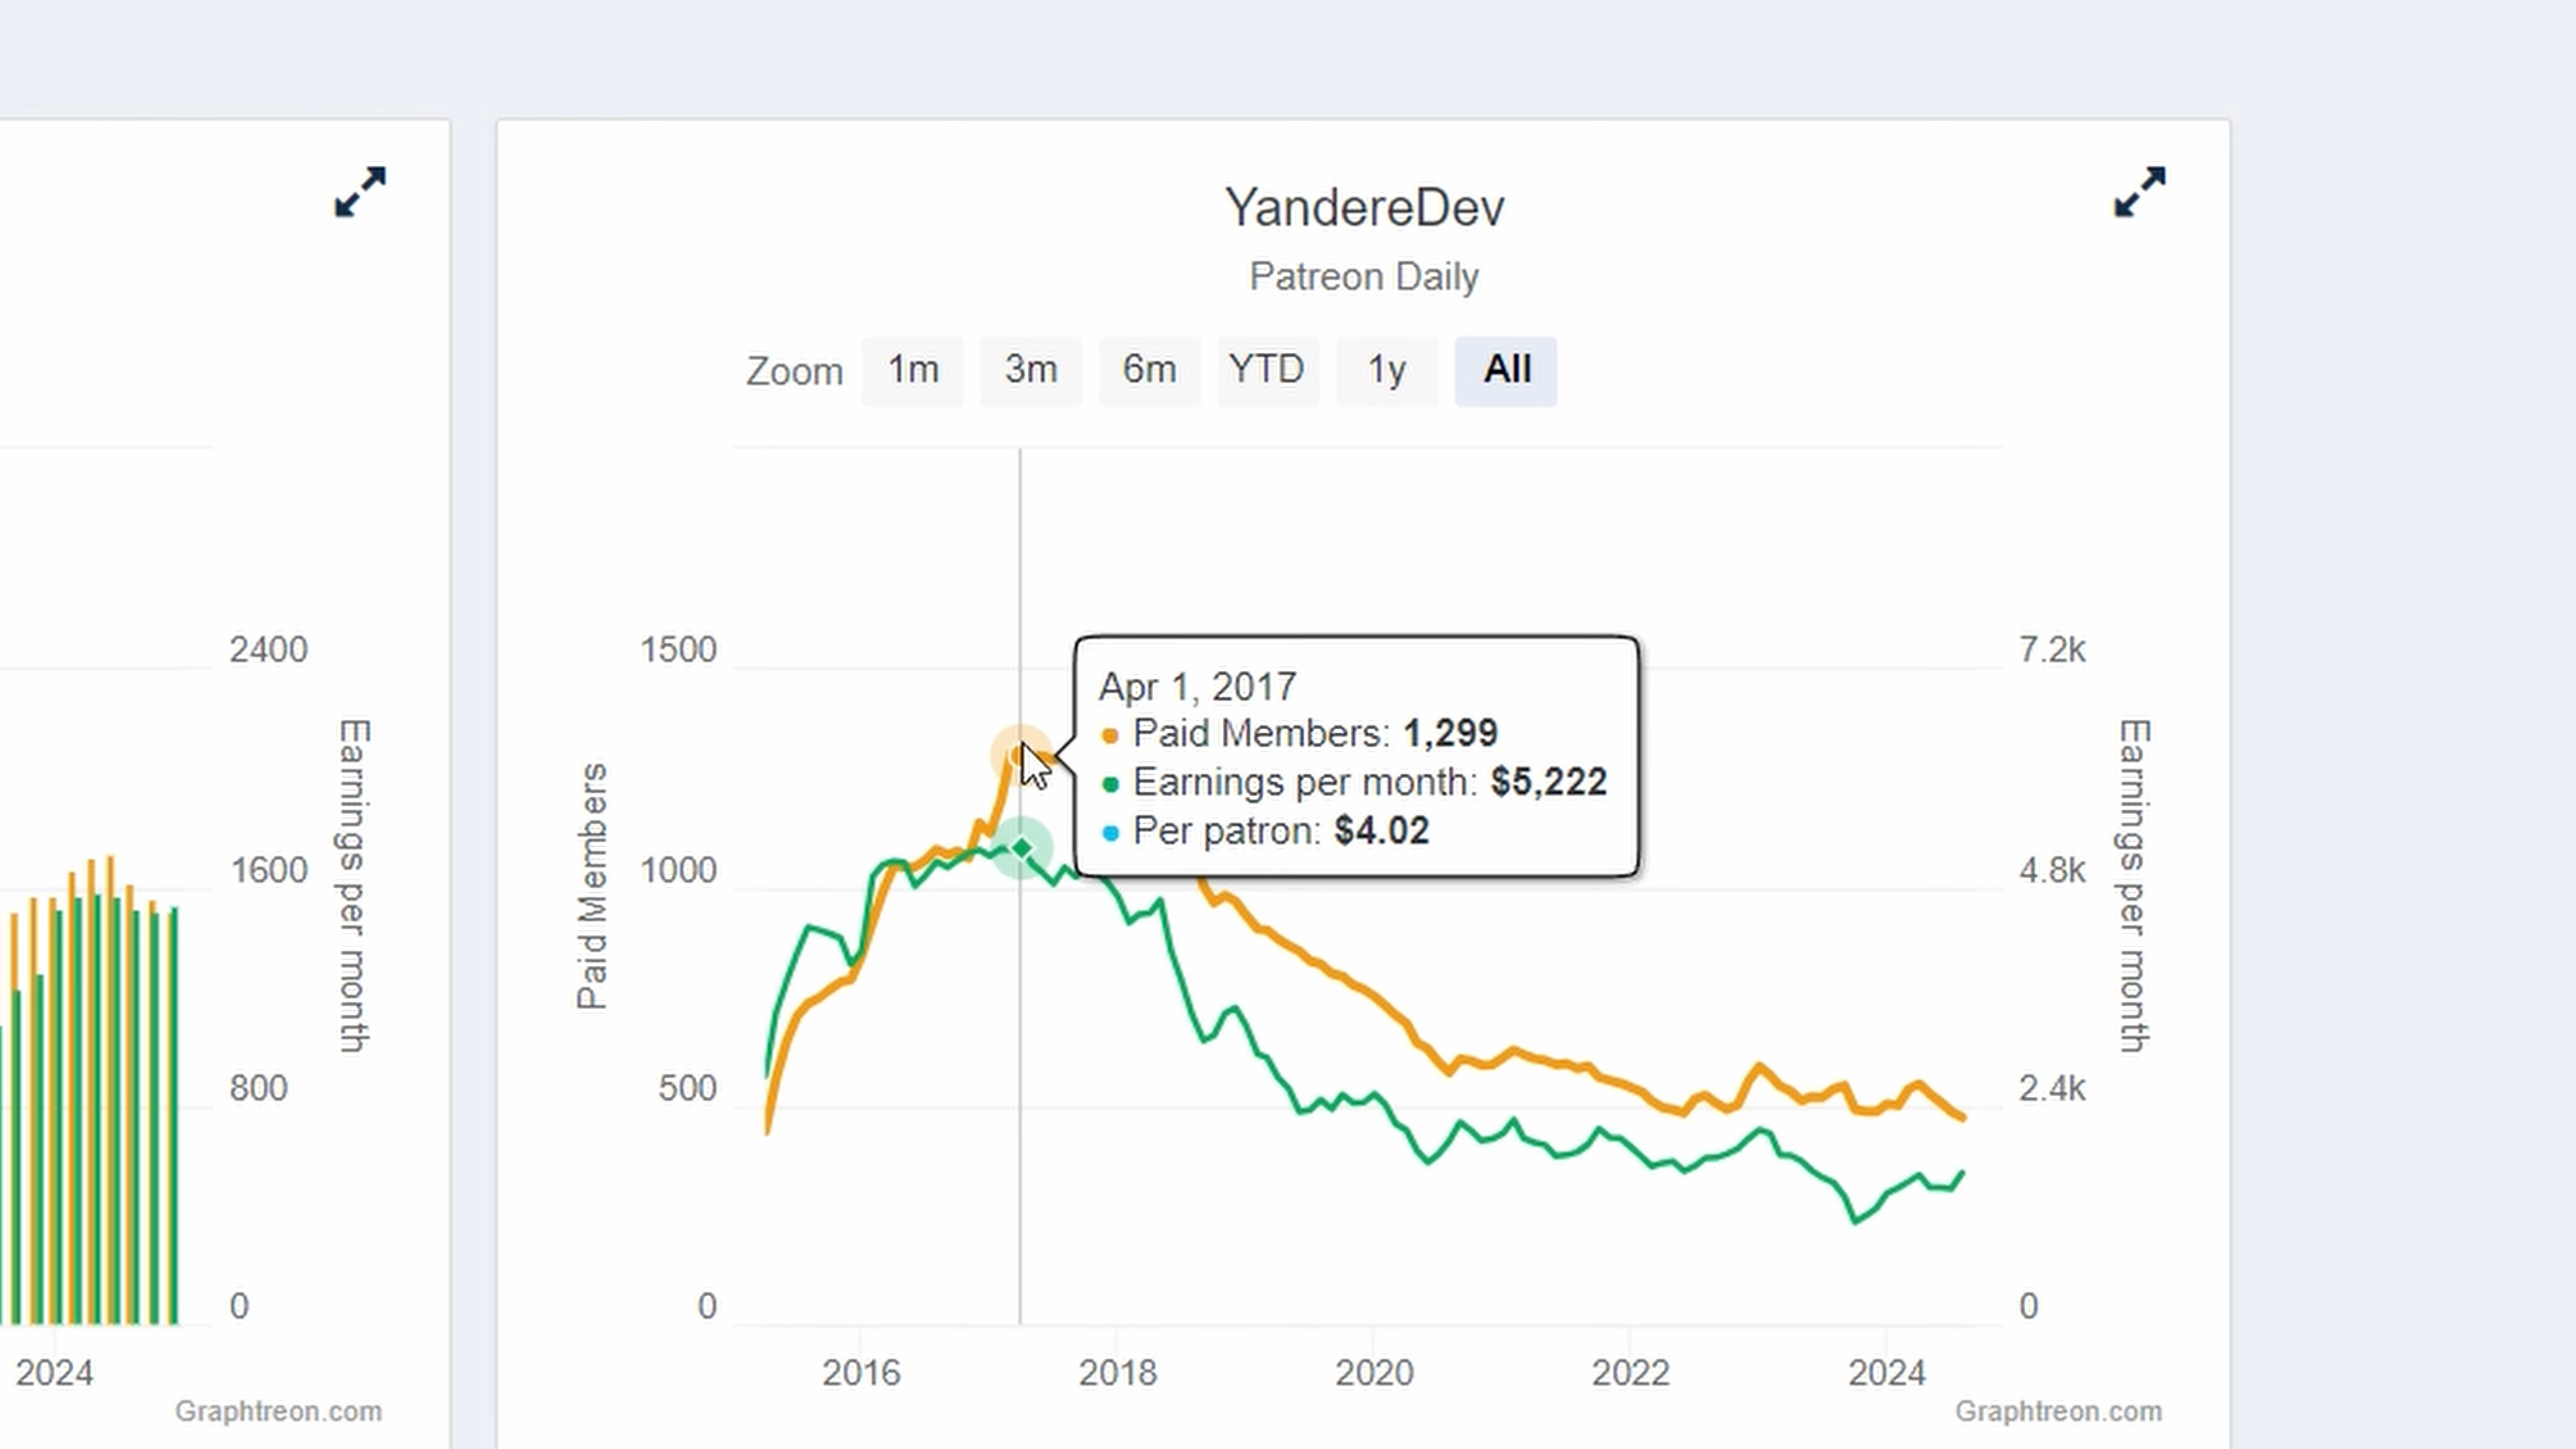 2400
1600
800
0
Earnings per month
2024
Graphtreon.com
YandereDev
Patreon Daily
Zoom 1m 3m 6m YTD 1y All
1500
1000
500
0
Paid Members
Apr 1, 2017
Paid Members: 1,299
Earnings per month: $5,222
Per patron: $4.02
7.2k
4.8k
2.4k
0
Earnings per month
2016 2018 2020 2022 2024
Graphtreon.com